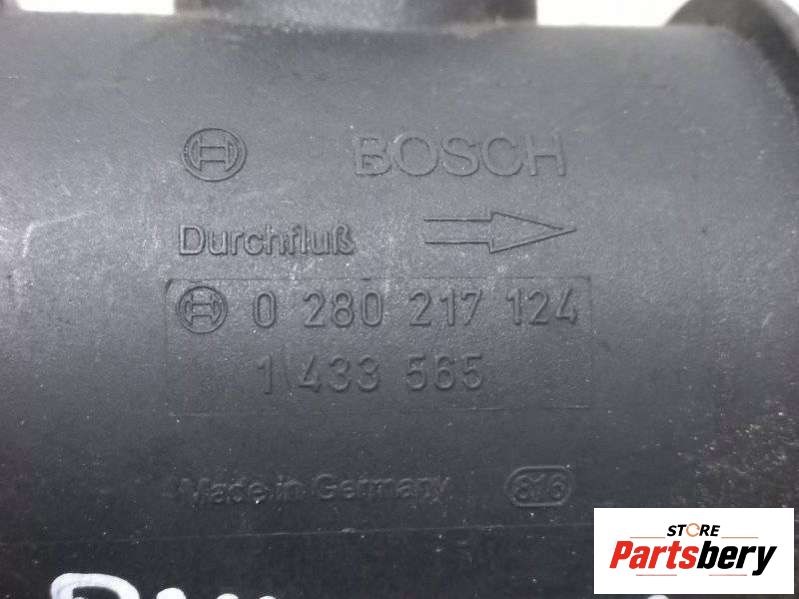 BOSCH
Durchfluß
0 280 217 124
1 433 565
Made in Germany 816
STORE
Partsbery